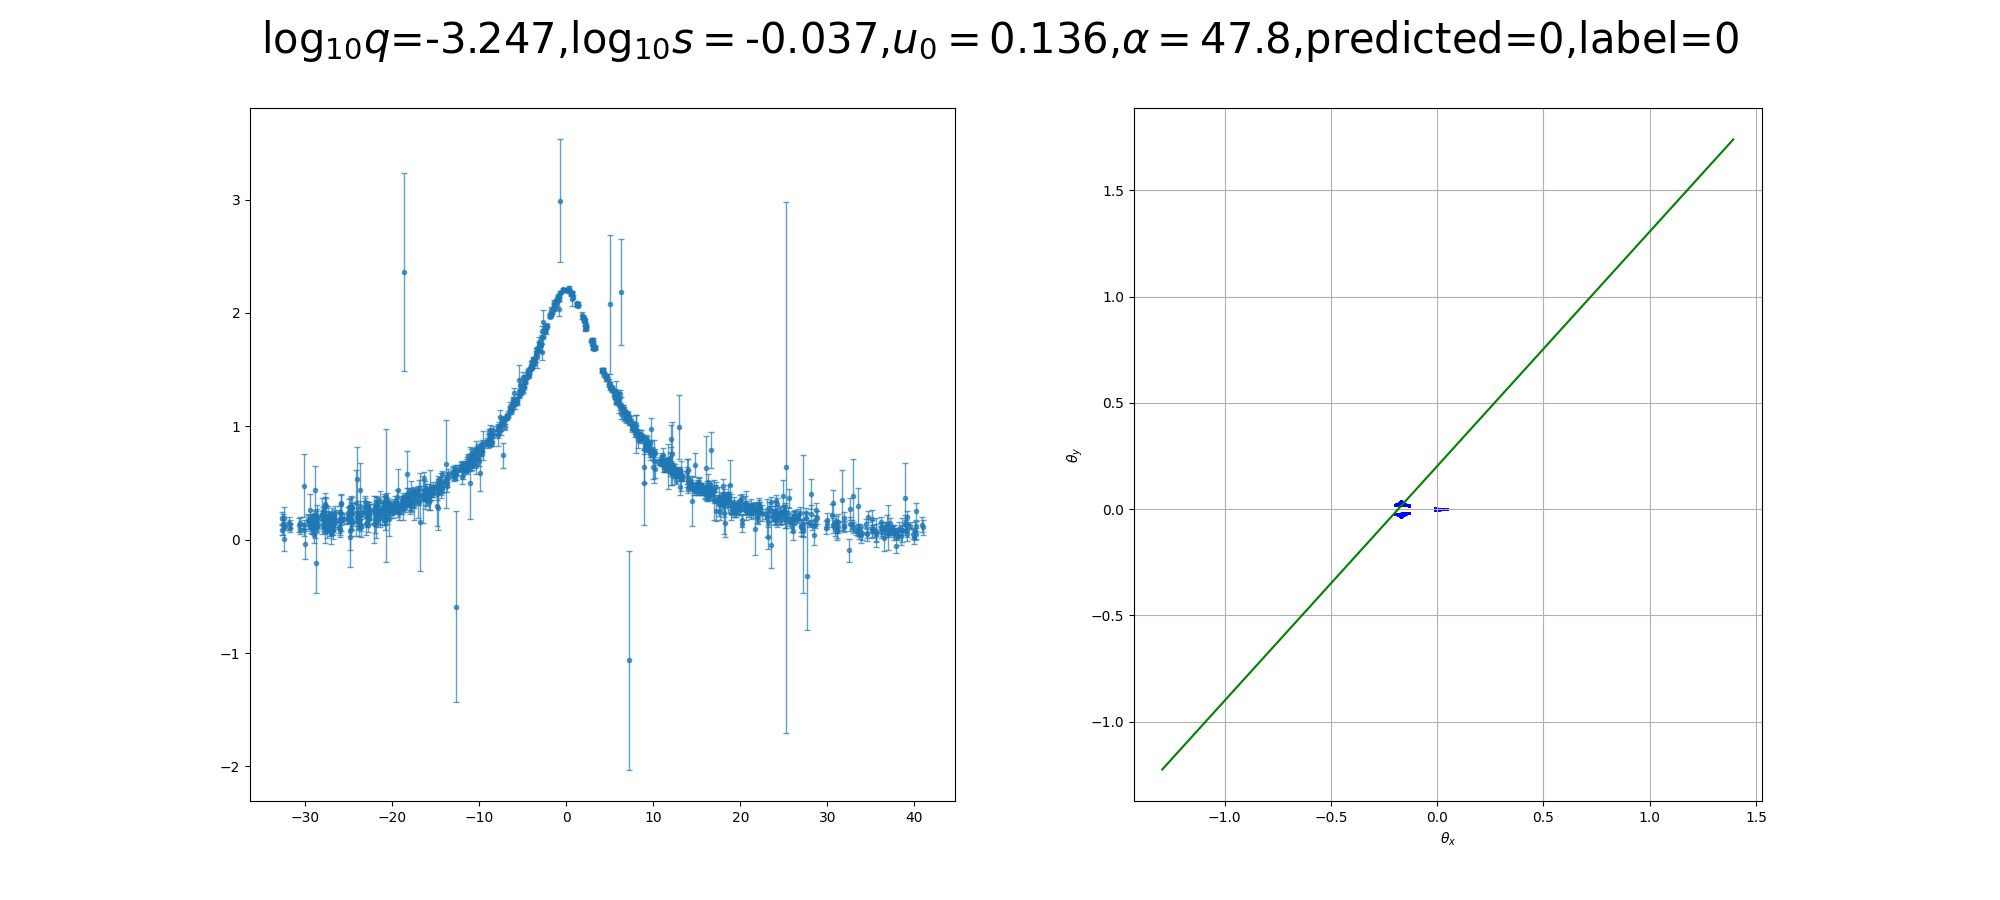 log₁₀q=-3.247,log₁₀s = -0.037,u₀ = 0.136,α = 47.8,predicted=0,label=0
3
2
1
0
−1
−2
−30 −20 −10 0 10 20 30 40
1.5
1.0
0.5
0.0
−0.5
−1.0
θy
−1.0 −0.5 0.0 0.5 1.0 1.5
θx